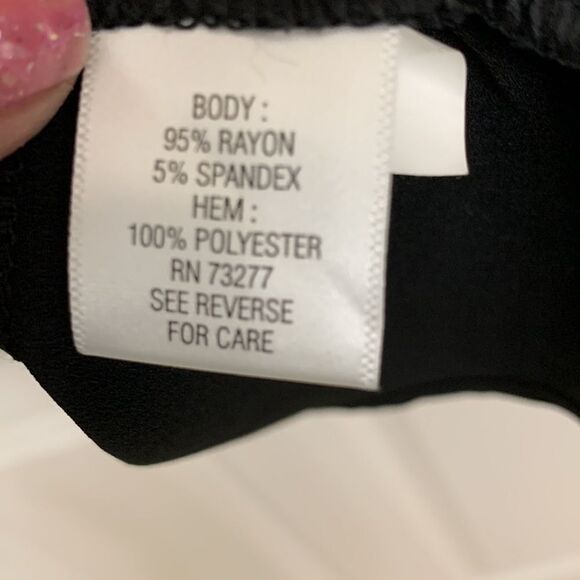 BODY :
95% RAYON
5% SPANDEX
HEM :
100% POLYESTER
RN 73277
SEE REVERSE
FOR CARE